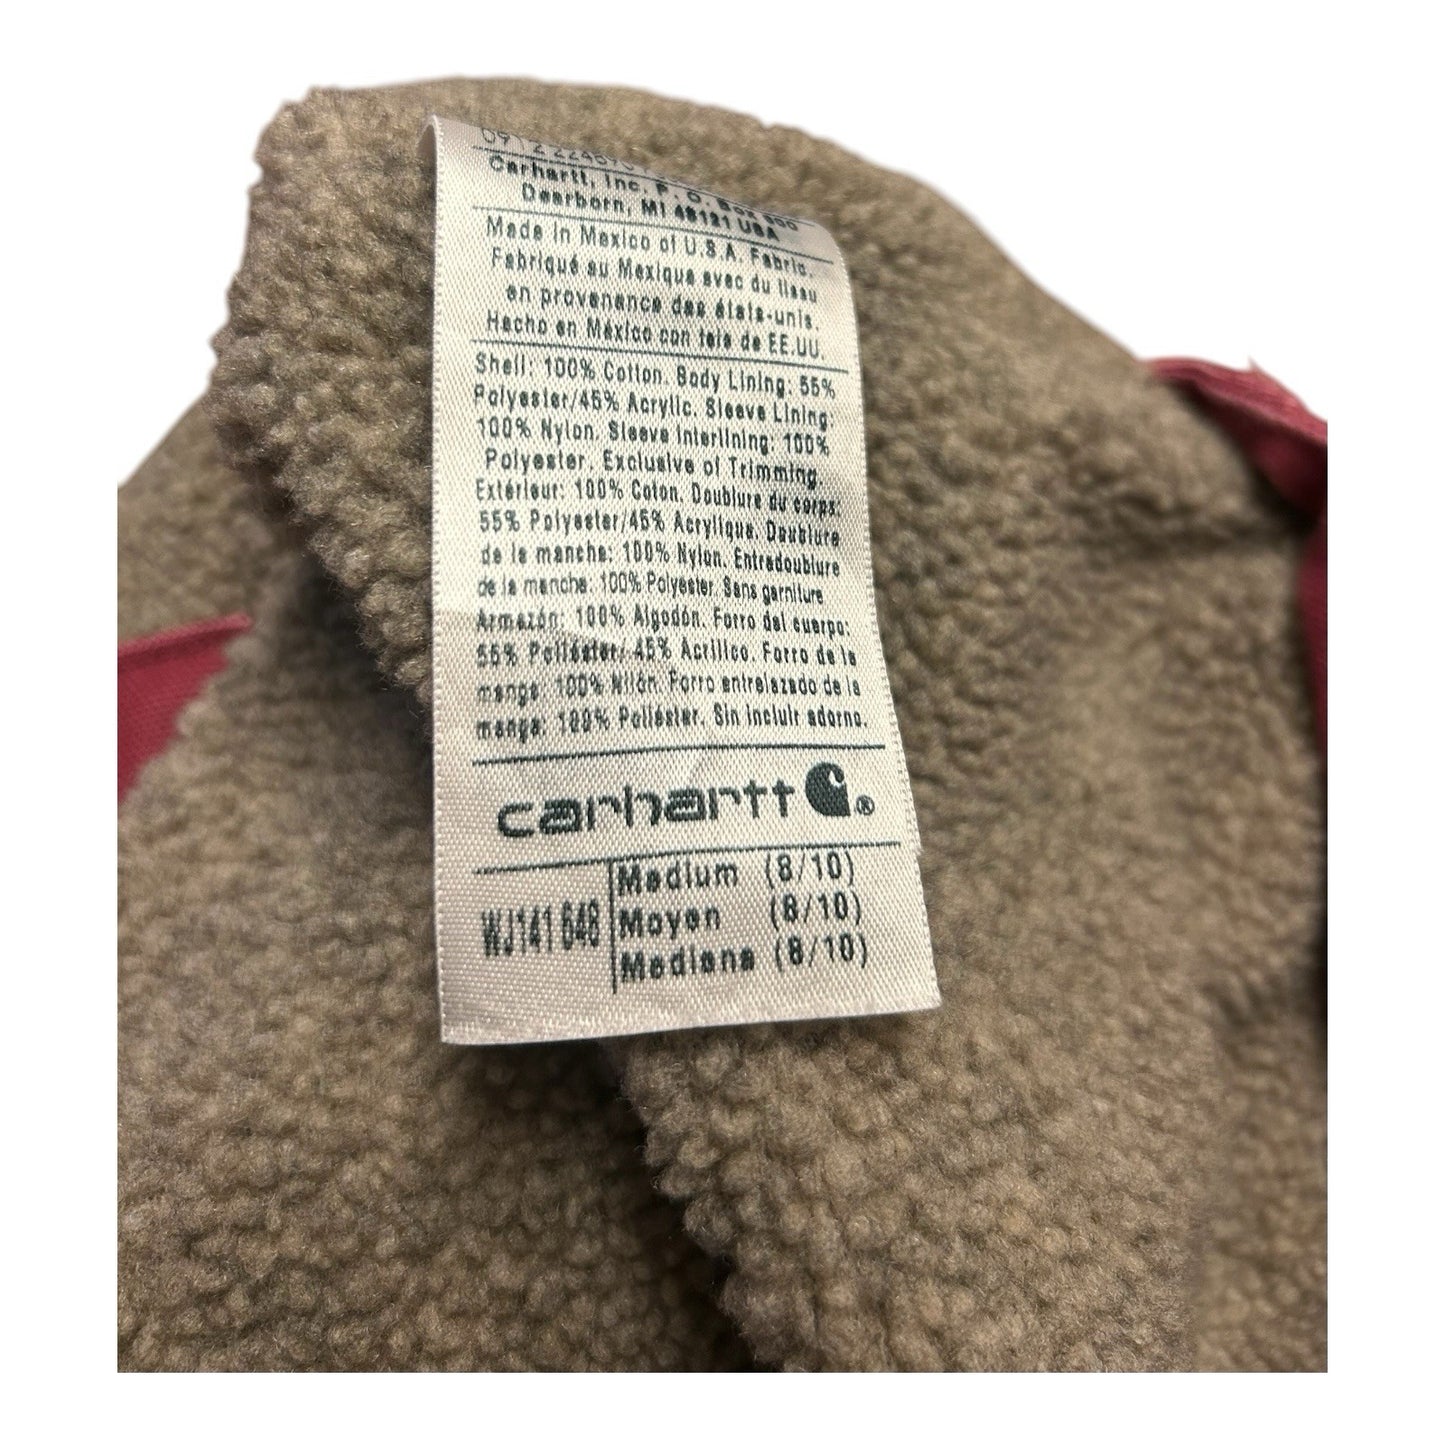 0912
Carhartt, Inc. P.O. Box 600
Dearborn, MI 48121 USA
Made in Mexico of U.S.A. Fabric.
Fabriqué au Mexique avec du tissu
en provenance des états-unis.
Hecho en México con tela de EE.UU.
Shell: 100% Cotton. Body Lining: 55%
Polyester/45% Acrylic. Sleeve Lining:
100% Nylon. Sleeve Interlining: 100%
Polyester. Exclusive of Trimming
Extérieur: 100% Coton. Doublure du corps:
55% Polyester/45% Acrylique. Doublure
de la manche: 100% Nylon. Entredoublure
de la manche: 100% Polyester. Sans garniture
Armazón: 100% Algodón. Forro del cuerpo:
55% Poliéster/45% Acrílico. Forro de la
manga: 100% Nilón. Forro entrelazado de la
manga: 100% Poliéster. Sin incluir adorno.
carhartt ®
WJ141 648
Medium (8/10)
Moyen (8/10)
Mediana (8/10)